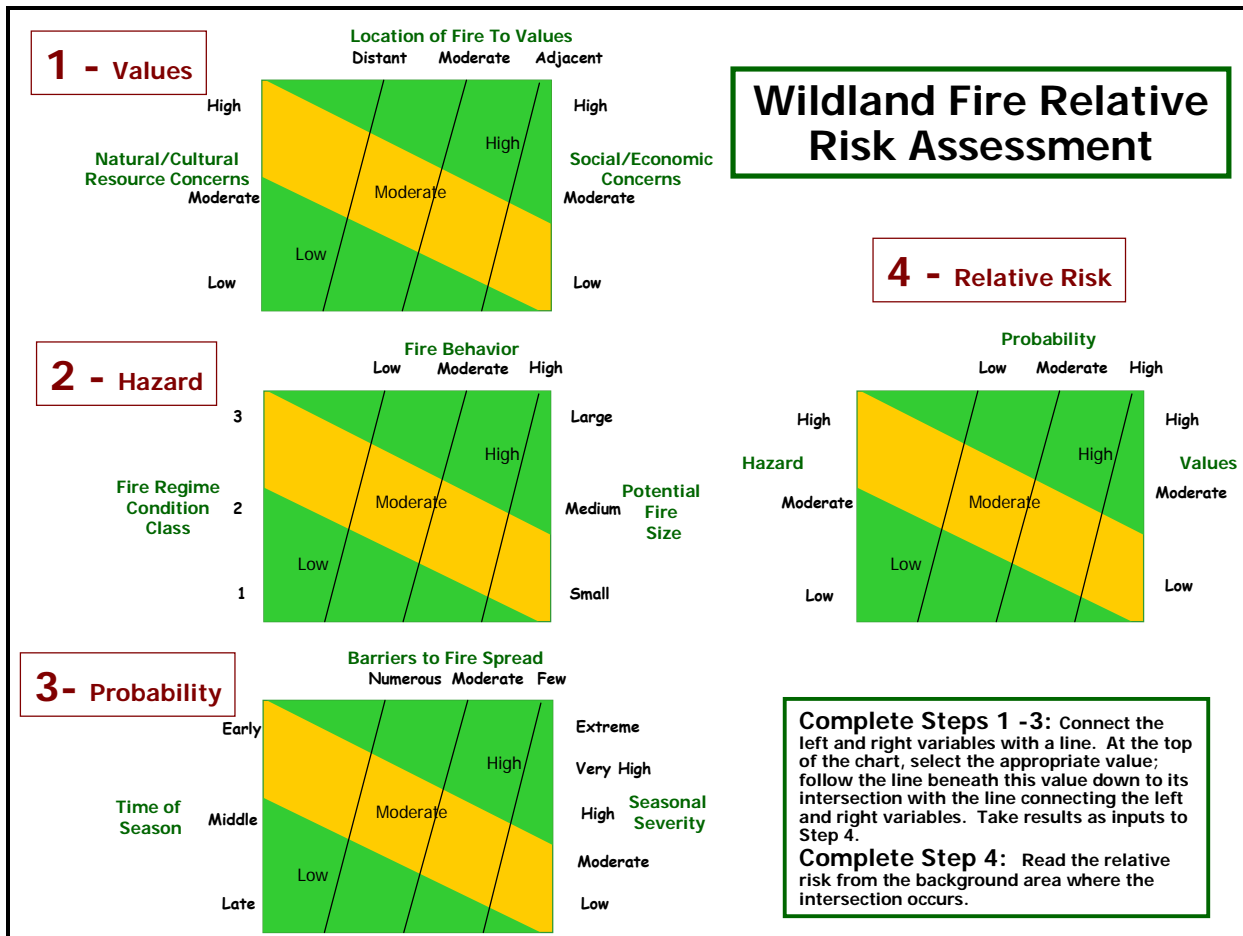 1 - Values
Location of Fire To Values
Distant Moderate Adjacent
High
Natural/Cultural
Resource Concerns
Moderate
Low
High
Moderate
Low
High
Social/Economic
Concerns
Moderate
Low
Wildland Fire Relative
Risk Assessment
2 - Hazard
Fire Behavior
Low Moderate High
3
Fire Regime
Condition
Class
2
1
High
Moderate
Low
Large
Medium
Potential
Fire
Size
Small
3- Probability
Barriers to Fire Spread
Numerous Moderate Few
Early
Time of
Season
Middle
Late
High
Moderate
Low
Extreme
Very High
High
Seasonal
Severity
Moderate
Low
4 - Relative Risk
Probability
Low Moderate High
High
Hazard
Moderate
Low
High
Moderate
Low
High
Values
Moderate
Low
Complete Steps 1 -3: Connect the
left and right variables with a line. At the top
of the chart, select the appropriate value;
follow the line beneath this value down to its
intersection with the line connecting the left
and right variables. Take results as inputs to
Step 4.
Complete Step 4: Read the relative
risk from the background area where the
intersection occurs.